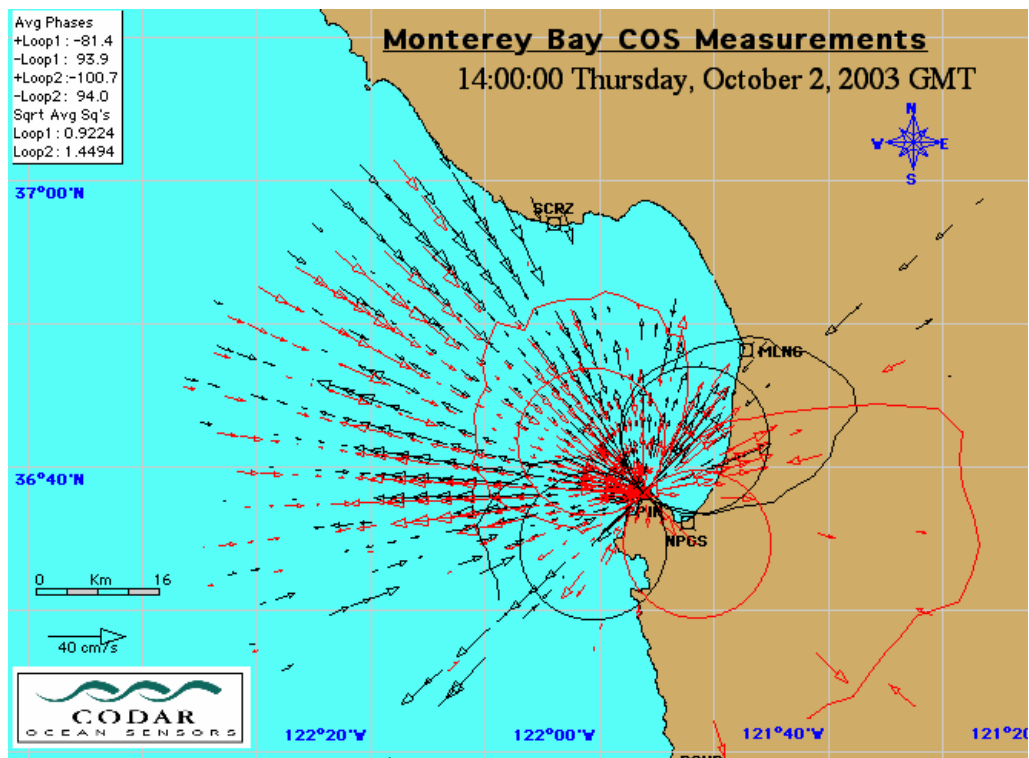 Avg Phases
+Loop1 : -81.4
-Loop1 : 93.9
+Loop2 :-100.7
-Loop2 : 94.0
Sqrt Avg Sq's
Loop1 : 0.9224
Loop2 : 1.4494
Monterey Bay COS Measurements
14:00:00 Thursday, October 2, 2003 GMT
N
W E
S
37°00'N
SCRZ
MLNG
36°40'N
PPIN
NPGS
0 Km 16
40 cm/s
CODAR
OCEAN SENSORS
122°20'W 122°00'W 121°40'W 121°20